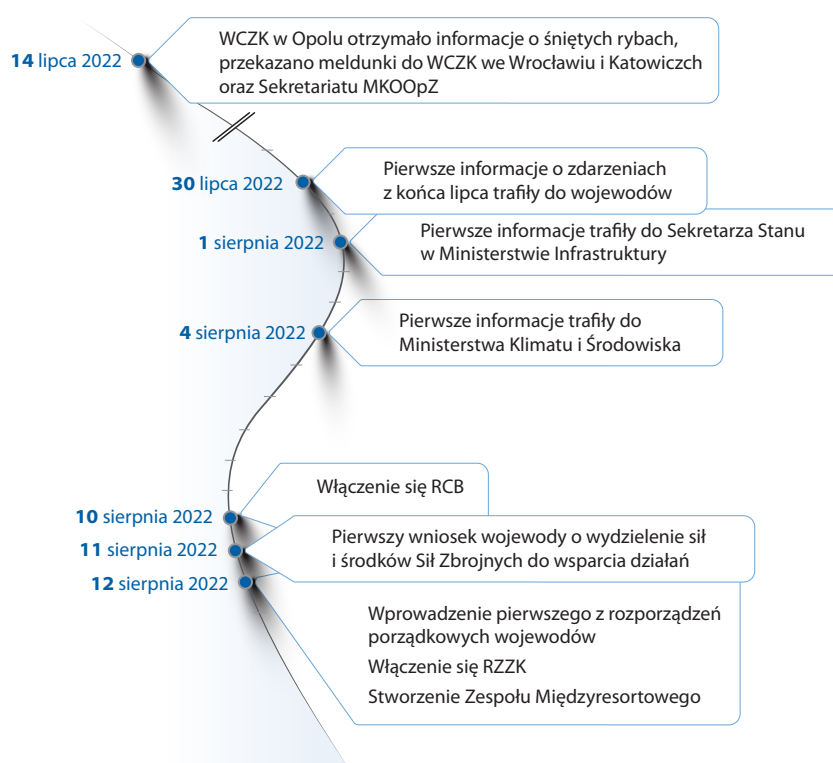 14 lipca 2022
WCZK w Opolu otrzymało informacje o śniętych rybach,
przekazano meldunki do WCZK we Wrocławiu i Katowiczch
oraz Sekretariatu MKOOpZ
30 lipca 2022
Pierwsze informacje o zdarzeniach
z końca lipca trafiły do wojewodów
1 sierpnia 2022
Pierwsze informacje trafiły do Sekretarza Stanu
w Ministerstwie Infrastruktury
4 sierpnia 2022
Pierwsze informacje trafiły do
Ministerstwa Klimatu i Środowiska
10 sierpnia 2022
Włączenie się RCB
11 sierpnia 2022
Pierwszy wniosek wojewody o wydzielenie sił
i środków Sił Zbrojnych do wsparcia działań
12 sierpnia 2022
Wprowadzenie pierwszego z rozporządzeń
porządkowych wojewodów
Włączenie się RZZK
Stworzenie Zespołu Międzyresortowego